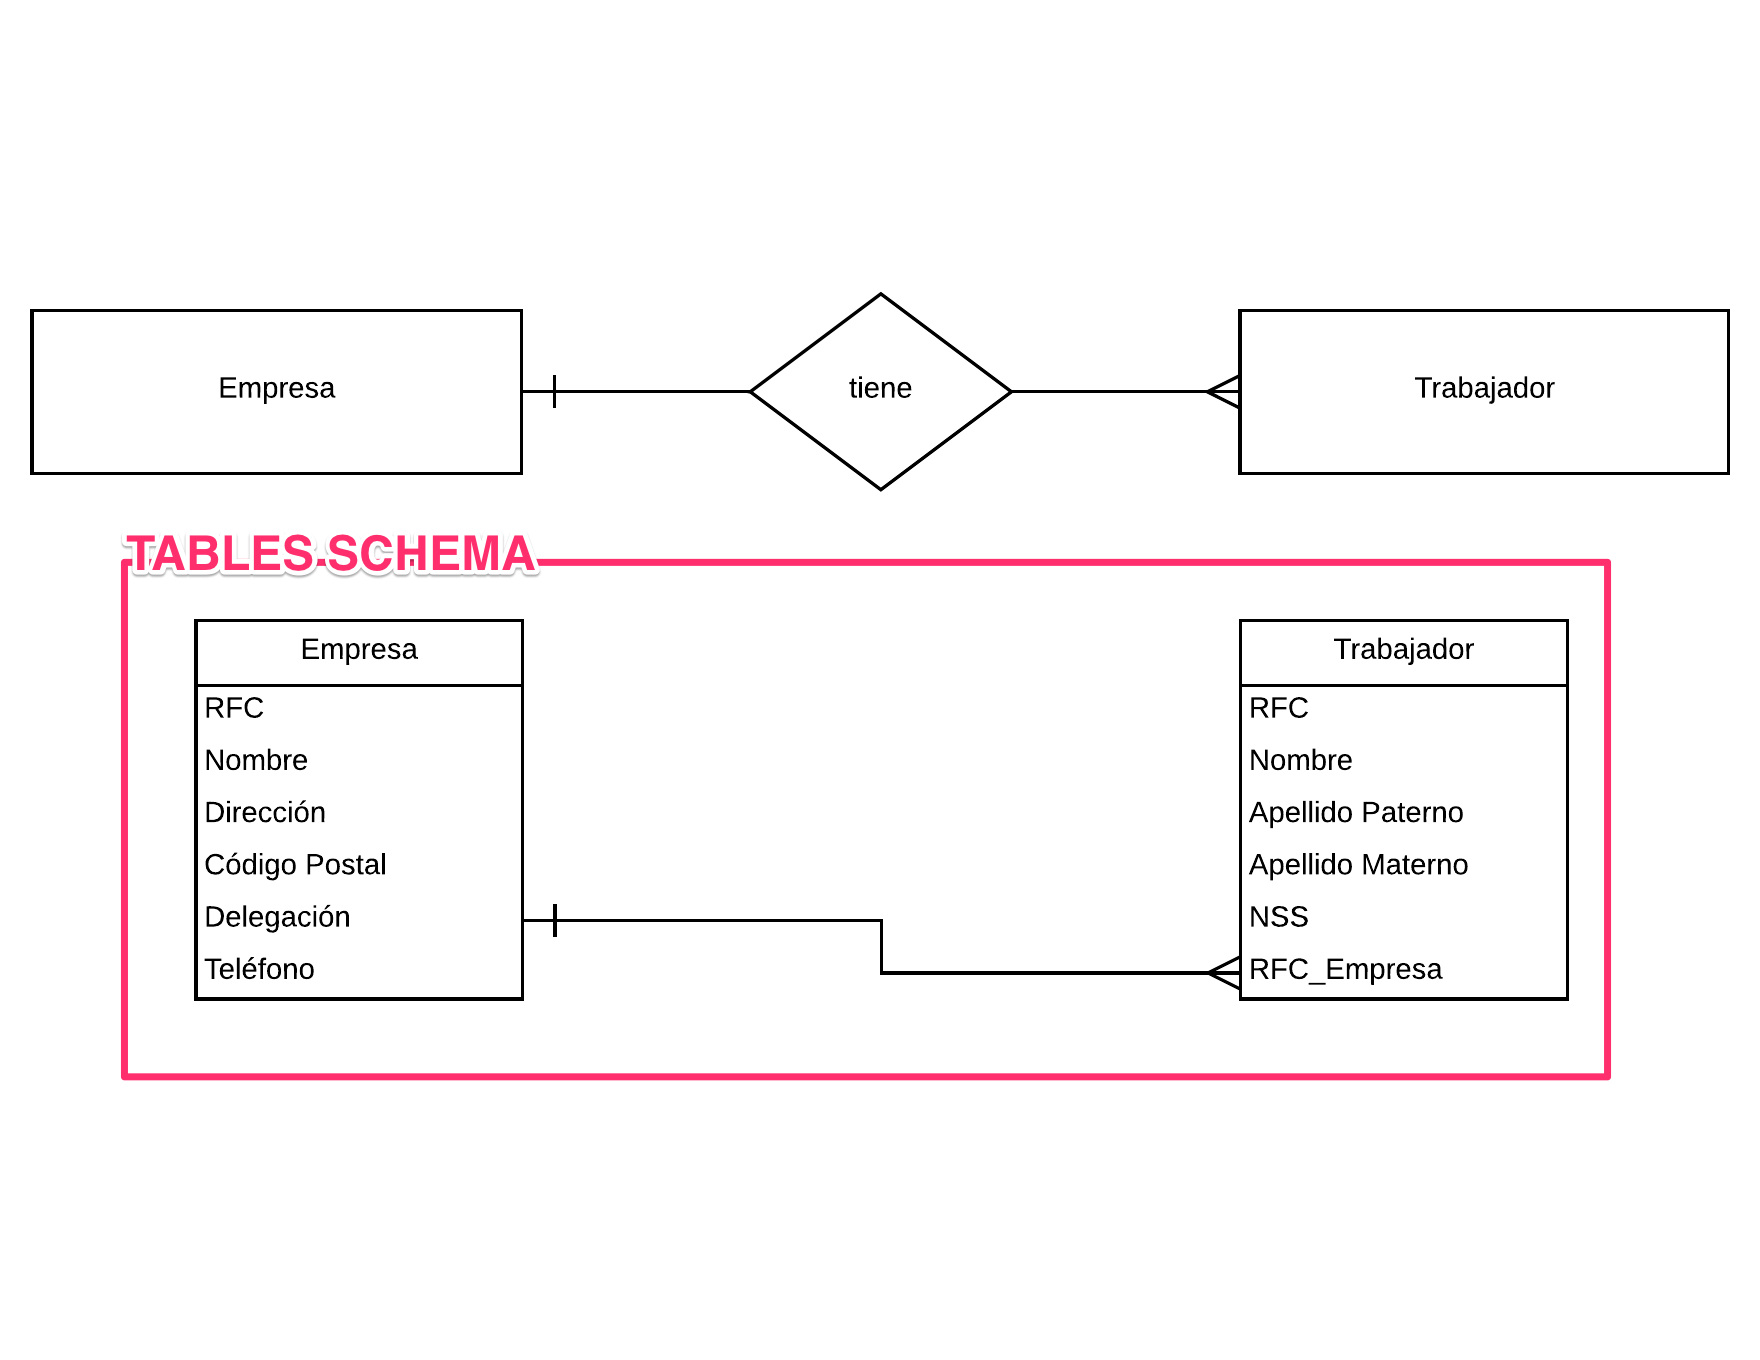 Empresa
tiene
Trabajador
TABLES SCHEMA
Empresa
RFC
Nombre
Dirección
Código Postal
Delegación
Teléfono
Trabajador
RFC
Nombre
Apellido Paterno
Apellido Materno
NSS
RFC_Empresa